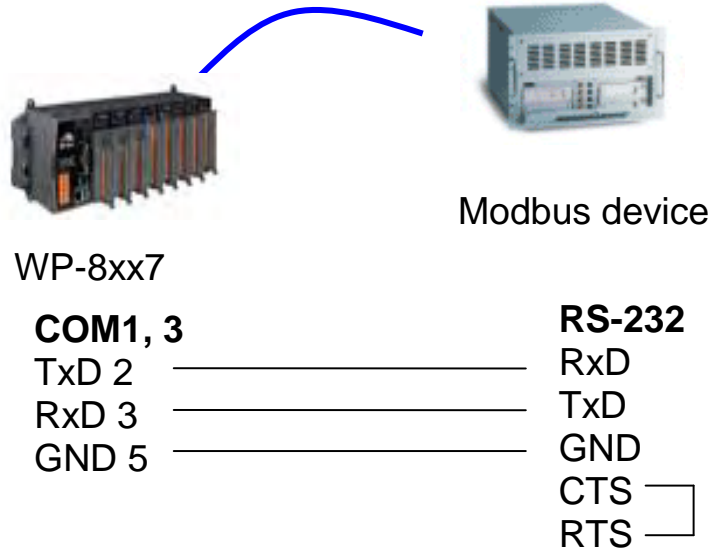 Modbus device
WP-8xx7
COM1, 3
TxD 2
RxD 3
GND 5
RS-232
RxD
TxD
GND
CTS
RTS